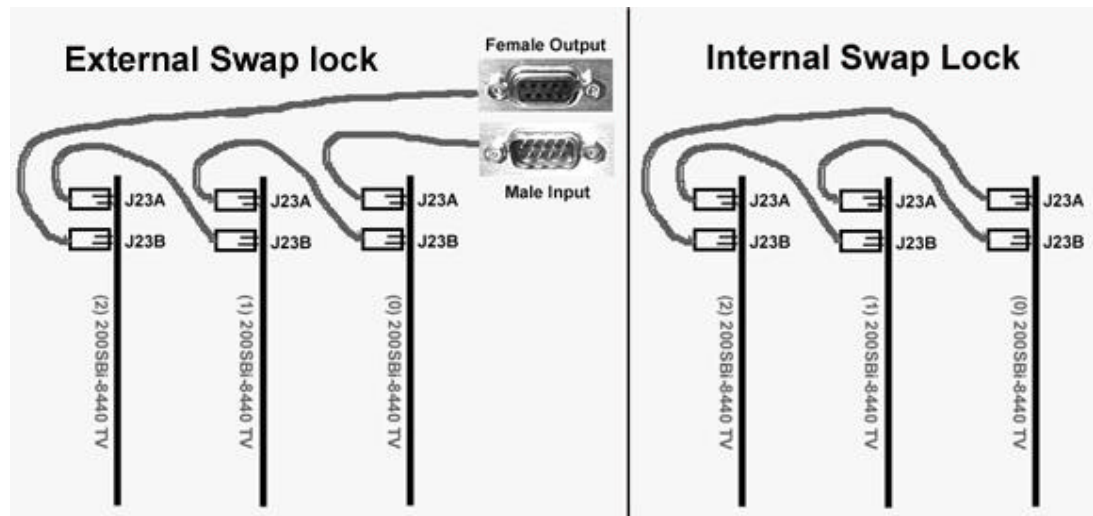 External Swap lock
Female Output
Male Input
J23A
J23B
J23A
J23B
J23A
J23B
(2) 200SBi-8440 TV
(1) 200SBi-8440 TV
(0) 200SBi-8440 TV
Internal Swap Lock
J23A
J23B
J23A
J23B
J23A
J23B
(2) 200SBi-8440 TV
(1) 200SBi-8440 TV
(0) 200SBi-8440 TV